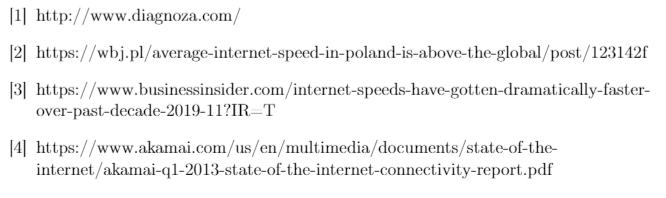 [1] http://www.diagnoza.com/
[2] https://wbj.pl/average-internet-speed-in-poland-is-above-the-global/post/123142f
[3] https://www.businessinsider.com/internet-speeds-have-gotten-dramatically-faster-
over-past-decade-2019-11?IR=T
[4] https://www.akamai.com/us/en/multimedia/documents/state-of-the-
internet/akamai-q1-2013-state-of-the-internet-connectivity-report.pdf